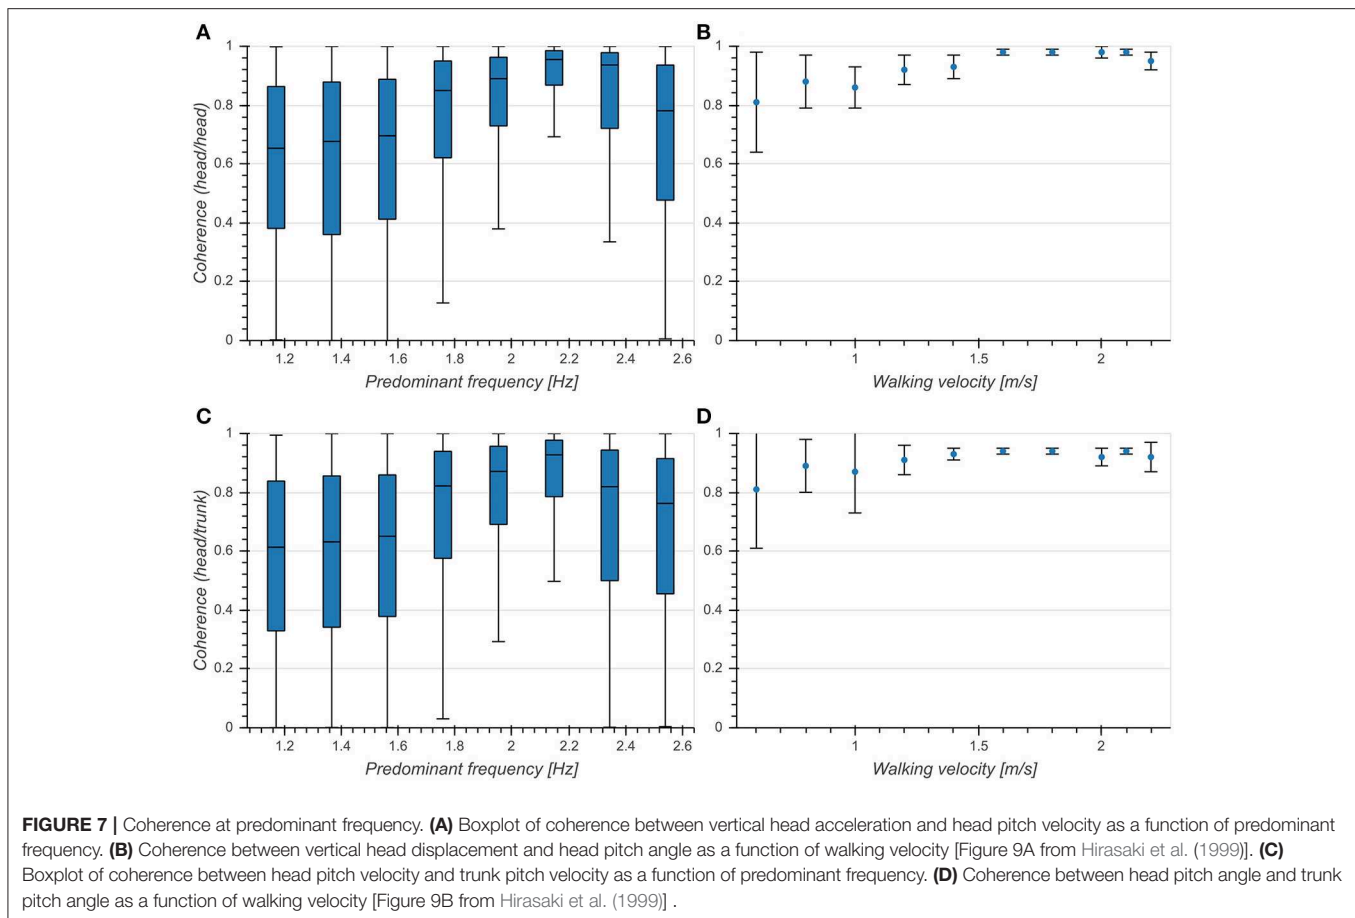 A
B
1
0.8
0.6
0.4
0.2
0
Coherence (head/head)
1.2 1.4 1.6 1.8 2 2.2 2.4 2.6
Predominant frequency [Hz]
1
0.8
0.6
0.4
0.2
0
1 1.5 2
Walking velocity [m/s]
C
D
1
0.8
0.6
0.4
0.2
0
Coherence (head/trunk)
1.2 1.4 1.6 1.8 2 2.2 2.4 2.6
Predominant frequency [Hz]
1
0.8
0.6
0.4
0.2
0
1 1.5 2
Walking velocity [m/s]
FIGURE 7 | Coherence at predominant frequency. (A) Boxplot of coherence between vertical head acceleration and head pitch velocity as a function of predominant
frequency. (B) Coherence between vertical head displacement and head pitch angle as a function of walking velocity [Figure 9A from Hirasaki et al. (1999)]. (C)
Boxplot of coherence between head pitch velocity and trunk pitch velocity as a function of predominant frequency. (D) Coherence between head pitch angle and trunk
pitch angle as a function of walking velocity [Figure 9B from Hirasaki et al. (1999)] .